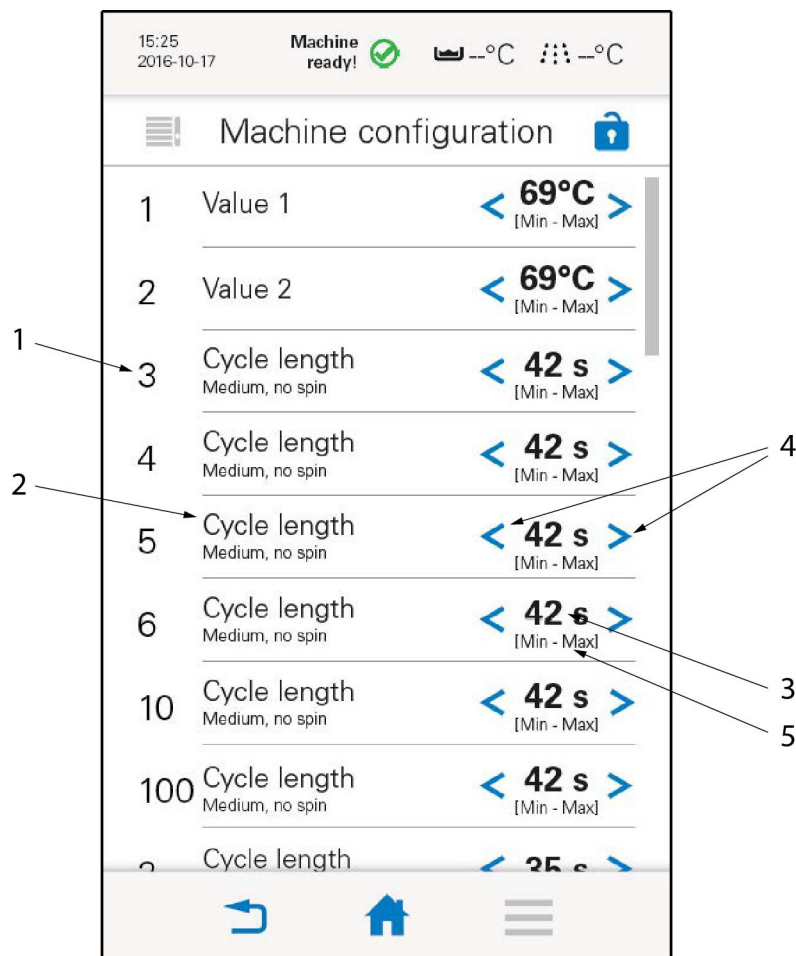 15:25
2016-10-17
Machine
ready!
--°C
--°C
Machine configuration
1
Value 1
69°C
[Min - Max]
2
Value 2
69°C
[Min - Max]
1
3
Cycle length
Medium, no spin
42 s
[Min - Max]
4
Cycle length
Medium, no spin
42 s
[Min - Max]
4
2
5
Cycle length
Medium, no spin
42 s
[Min - Max]
6
Cycle length
Medium, no spin
42 s
[Min - Max]
3
5
10
Cycle length
Medium, no spin
42 s
[Min - Max]
100
Cycle length
Medium, no spin
42 s
[Min - Max]
Cycle length
35 s